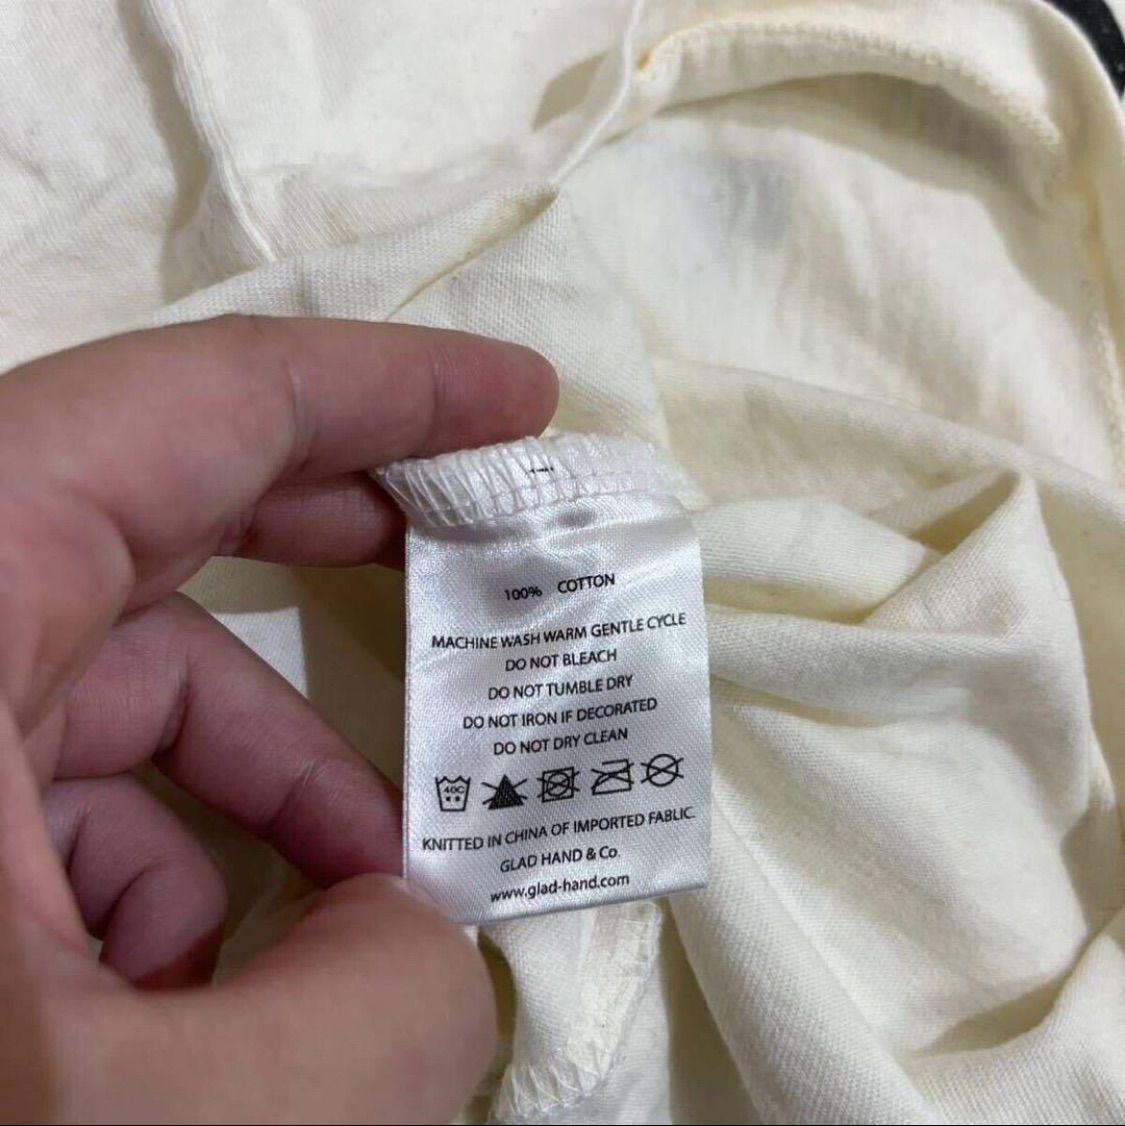 100% COTTON
MACHINE WASH WARM GENTLE CYCLE
DO NOT BLEACH
DO NOT TUMBLE DRY
DO NOT IRON IF DECORATED
DO NOT DRY CLEAN
40C
KNITTED IN CHINA OF IMPORTED FABLIC.
GLAD HAND & Co.
www.glad-hand.com